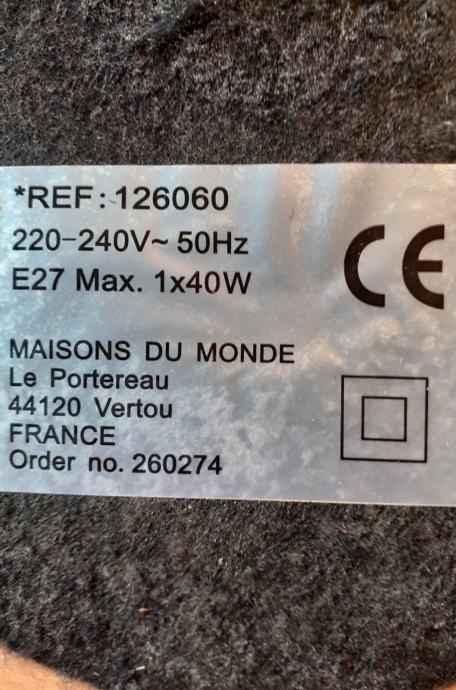 *REF: 126060
220-240V~ 50Hz
E27 Max. 1x40W
CE
MAISONS DU MONDE
Le Portereau
44120 Vertou
FRANCE
Order no. 260274